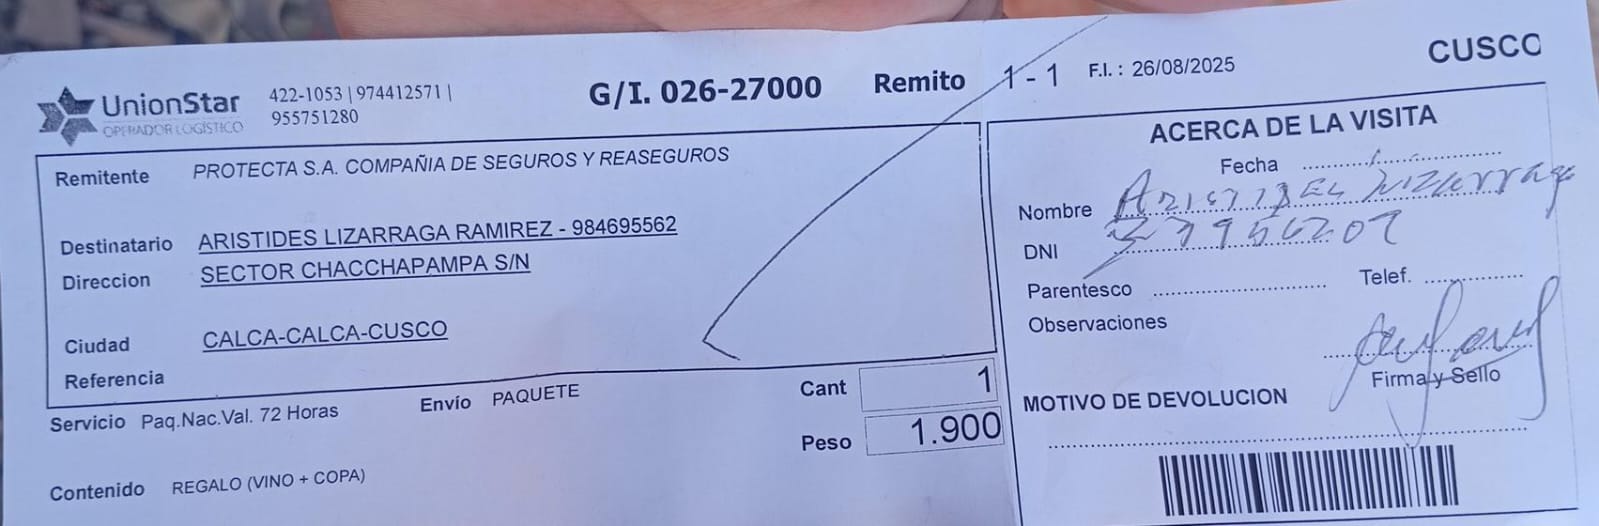 UnionStar
OPERADOR LOGÍSTICO
422-1053 | 974412571 |
955751280
G/I. 026-27000
Remito 1 - 1
F.I. : 26/08/2025
CUSCO
Remitente PROTECTA S.A. COMPAÑIA DE SEGUROS Y REASEGUROS
Destinatario ARISTIDES LIZARRAGA RAMIREZ - 984695562
Direccion SECTOR CHACCHAPAMPA S/N
Ciudad CALCA-CALCA-CUSCO
Referencia
Servicio Paq.Nac.Val. 72 Horas
Envío PAQUETE
Cant 1
Peso 1.900
Contenido REGALO (VINO + COPA)
ACERCA DE LA VISITA
Fecha
Nombre Lizarraga
DNI
Parentesco
Telef.
Observaciones
Firma y Sello
MOTIVO DE DEVOLUCION